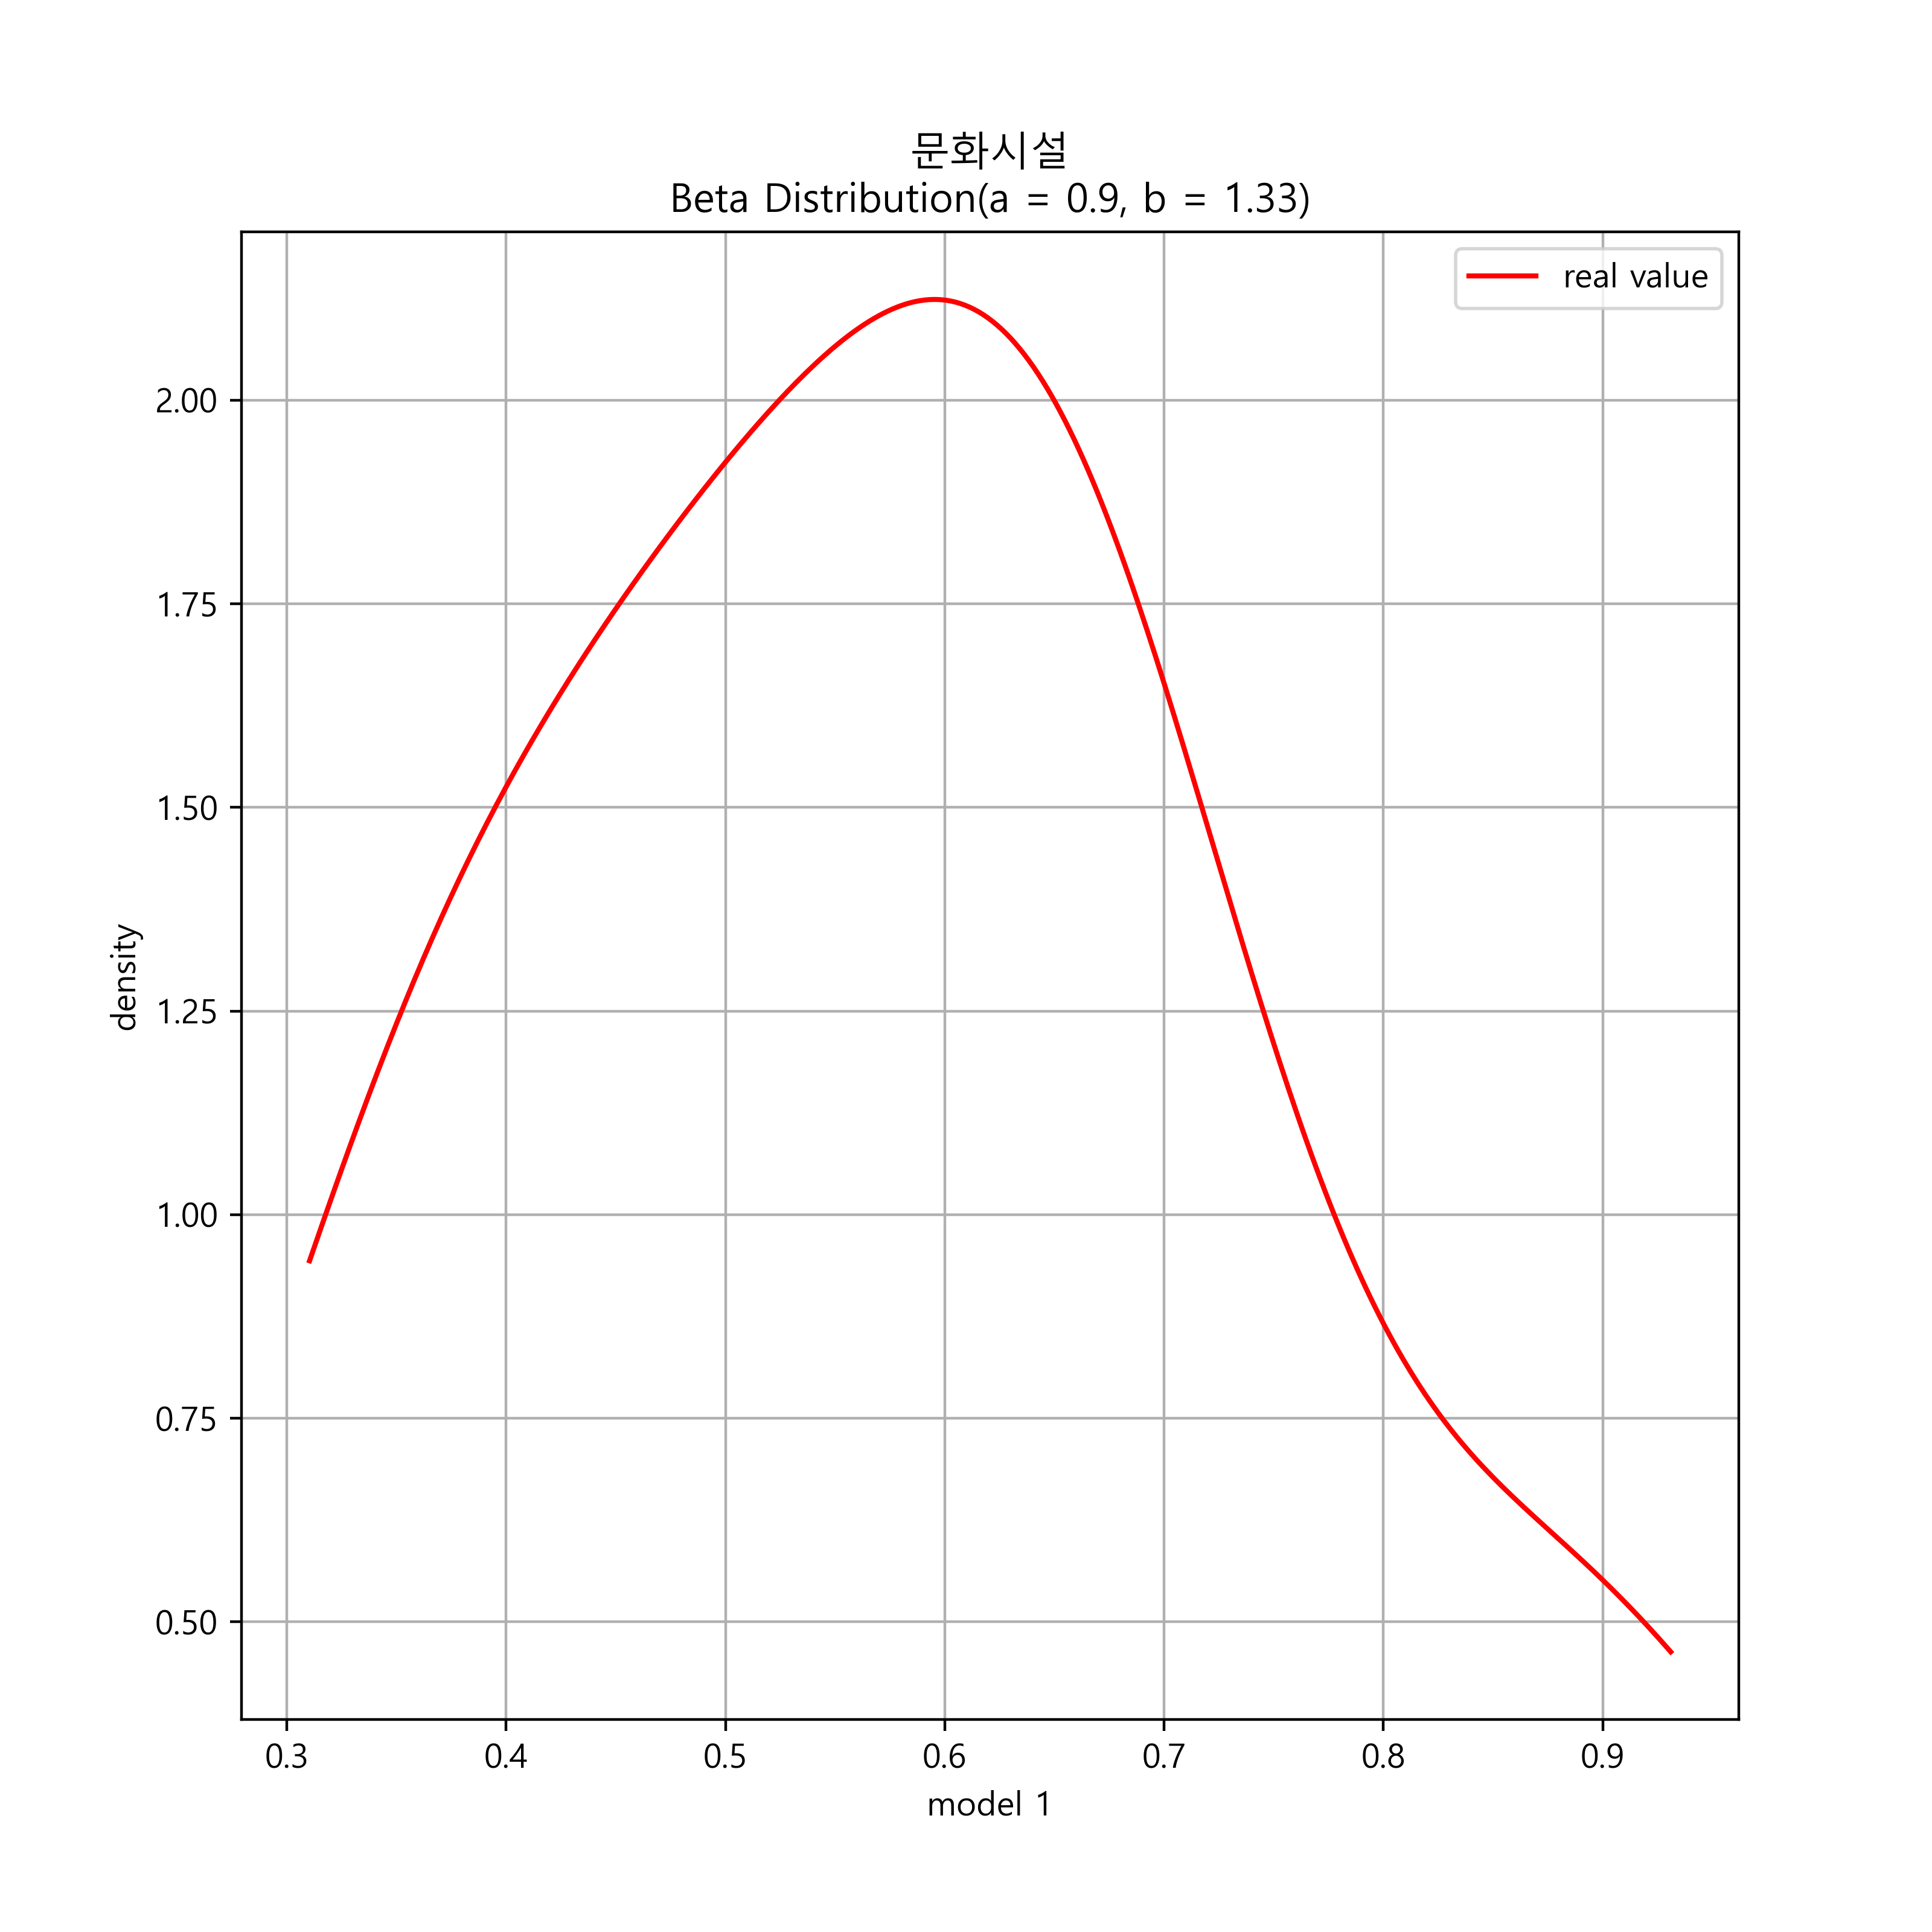 문화시설
Beta Distribution(a = 0.9, b = 1.33)
real value
density
2.00
1.75
1.50
1.25
1.00
0.75
0.50
0.3 0.4 0.5 0.6 0.7 0.8 0.9
model 1